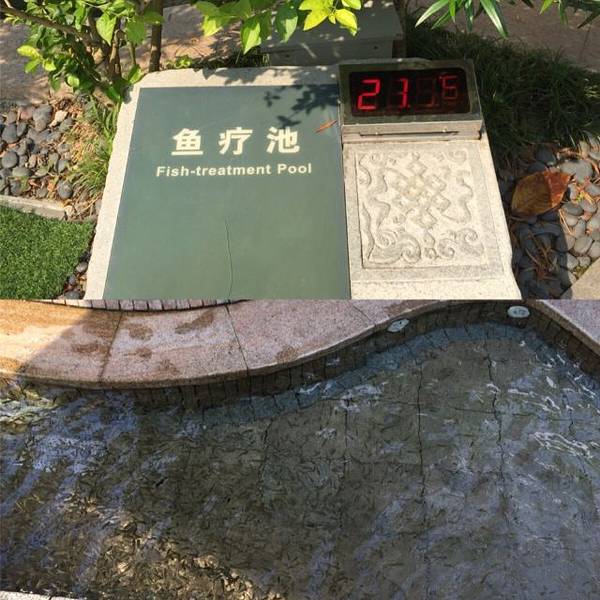 鱼疗池
Fish-treatment Pool